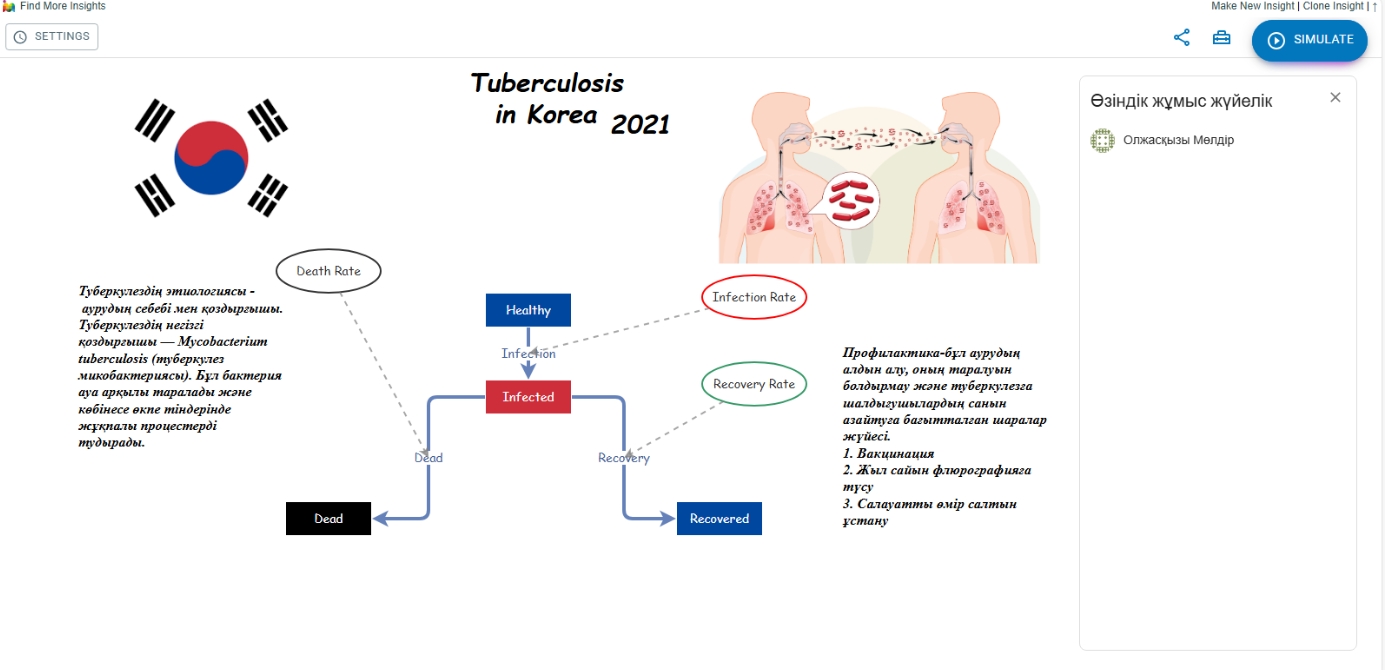 Find More Insights
Make New Insight | Clone Insight | ↑
SETTINGS
SIMULATE
Tuberculosis
in Korea 2021
Өзіндік жұмыс жүйелік
Олжасқызы Мөлдір
Death Rate
Туберкулездің этиологиясы -
аурудың себебі мен қоздырғышы.
Туберкулездің негізгі
қоздырғышы — Mycobacterium
tuberculosis (туберкулез
микобактериясы). Бұл бактерия
ауа арқылы таралады және
көбінесе өкпе тіндерінде
жұқпалы процестерді
тудырады.
Healthy
Infection Rate
Infection
Infected
Recovery Rate
Dead
Recovery
Dead
Recovered
Профилактика-бұл аурудың
алдын алу, оның таралуын
болдырмау және туберкулезга
шалдығушылардың санын
азайтуга багытталган шаралар
жүйесі.
1. Вакцинация
2. Жыл сайын флюрографияга
түсу
3. Салауатты өмір салтын
ұстану